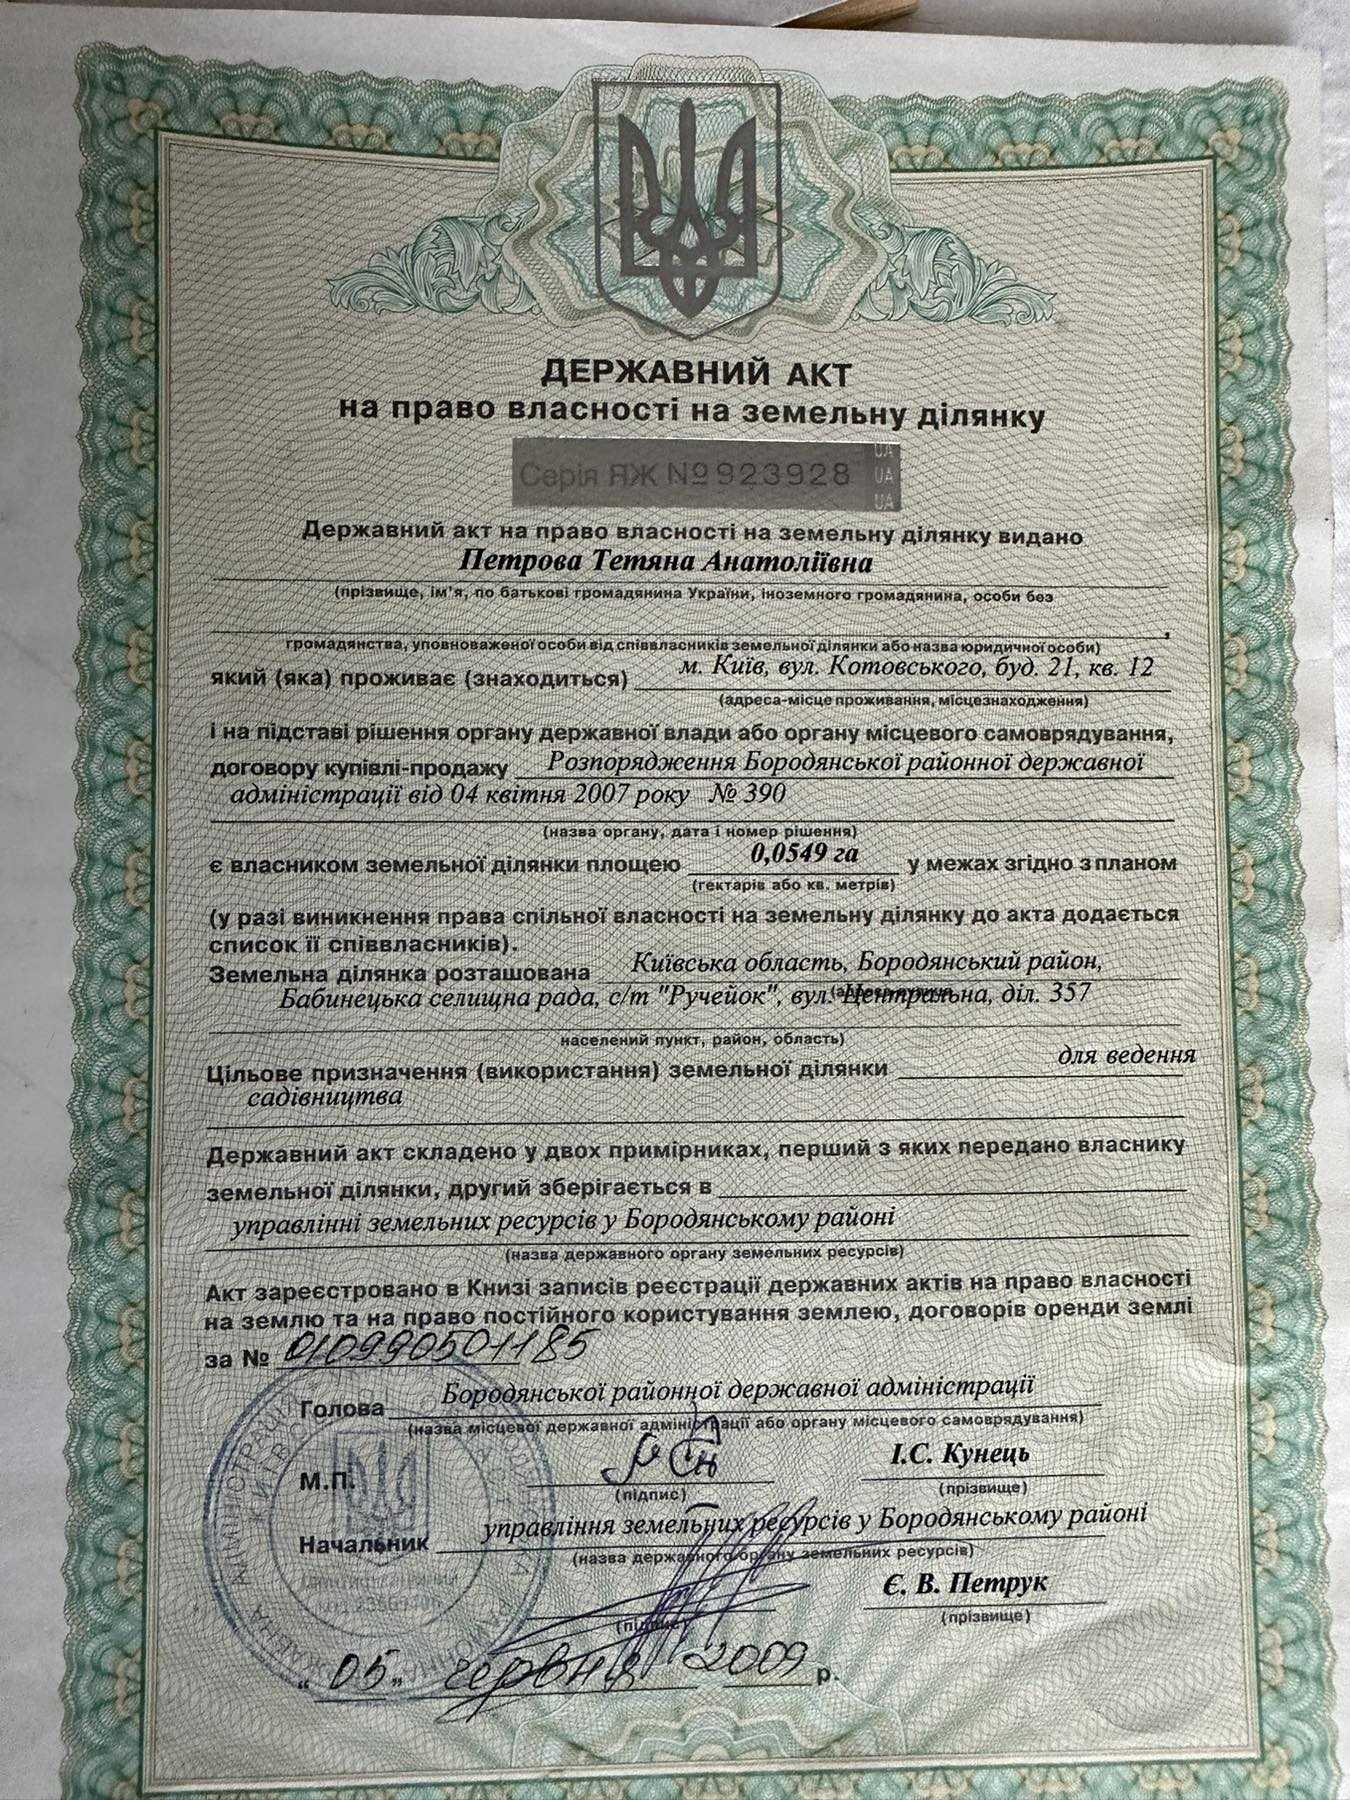 ДЕРЖАВНИЙ АКТ
на право власності на земельну ділянку
Серія ЯЖ №923928
UA
UA
UA
Державний акт на право власності на земельну ділянку видано
Петрова Тетяна Анатоліївна
(прізвище, ім'я, по батькові громадянина України, іноземного громадянина, особи без
,
громадянства, уповноваженої особи від співвласників земельної ділянки або назва юридичної особи)
який (яка) проживає (знаходиться) м. Київ, вул. Котовського, буд. 21, кв. 12
(адреса-місце проживання, місцезнаходження)
і на підставі рішення органу державної влади або органу місцевого самоврядування,
договору купівлі-продажу Розпорядження Бородянської районної державної
адміністрації від 04 квітня 2007 року № 390
(назва органу, дата і номер рішення)
є власником земельної ділянки площею 0,0549 га у межах згідно з планом
(гектарів або кв. метрів)
(у разі виникнення права спільної власності на земельну ділянку до акта додається
список її співвласників).
Земельна ділянка розташована Київська область, Бородянський район,
Бабинецька селищна рада, с/т "Ручейок", вул. Центральна, діл. 357
населений пункт, район, область)
Цільове призначення (використання) земельної ділянки для ведення
садівництва
Державний акт складено у двох примірниках, перший з яких передано власнику
земельної ділянки, другий зберігається в
управлінні земельних ресурсів у Бородянському районі
(назва державного органу земельних ресурсів)
Акт зареєстровано в Книзі записів реєстрації державних актів на право власності
на землю та на право постійного користування землею, договорів оренди землі
за № 010990501185
Голова Бородянської районної державної адміністрації
(назва місцевої державної адміністрації або органу місцевого самоврядування)
М.П. І.С. Кунець
(підпис) (прізвище)
Начальник управління земельних ресурсів у Бородянському районі
(назва державного органу земельних ресурсів)
Є. В. Петрук
(підпис) (прізвище)
"05" червня 2009 р.